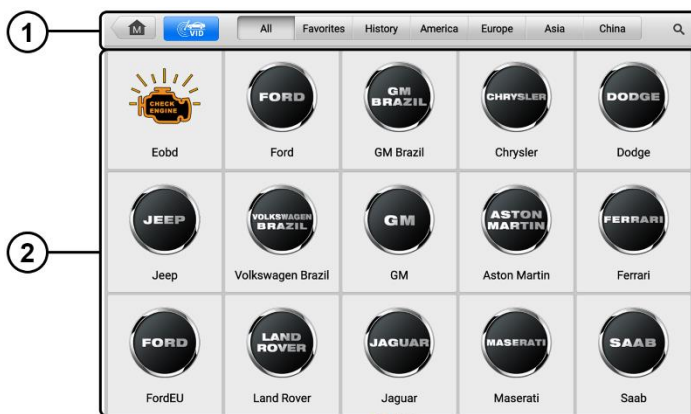 1
M
VID
All Favorites History America Europe Asia China
2
CHECK
ENGINE
FORD
GM
BRAZIL
CHRYSLER
DODGE
Eobd Ford GM Brazil Chrysler Dodge
JEEP
VOLKSWAGEN
BRAZIL
GM
ASTON
MARTIN
FERRARI
Jeep Volkswagen Brazil GM Aston Martin Ferrari
FORD
LAND
ROVER
JAGUAR
MASERATI
SAAB
FordEU Land Rover Jaguar Maserati Saab